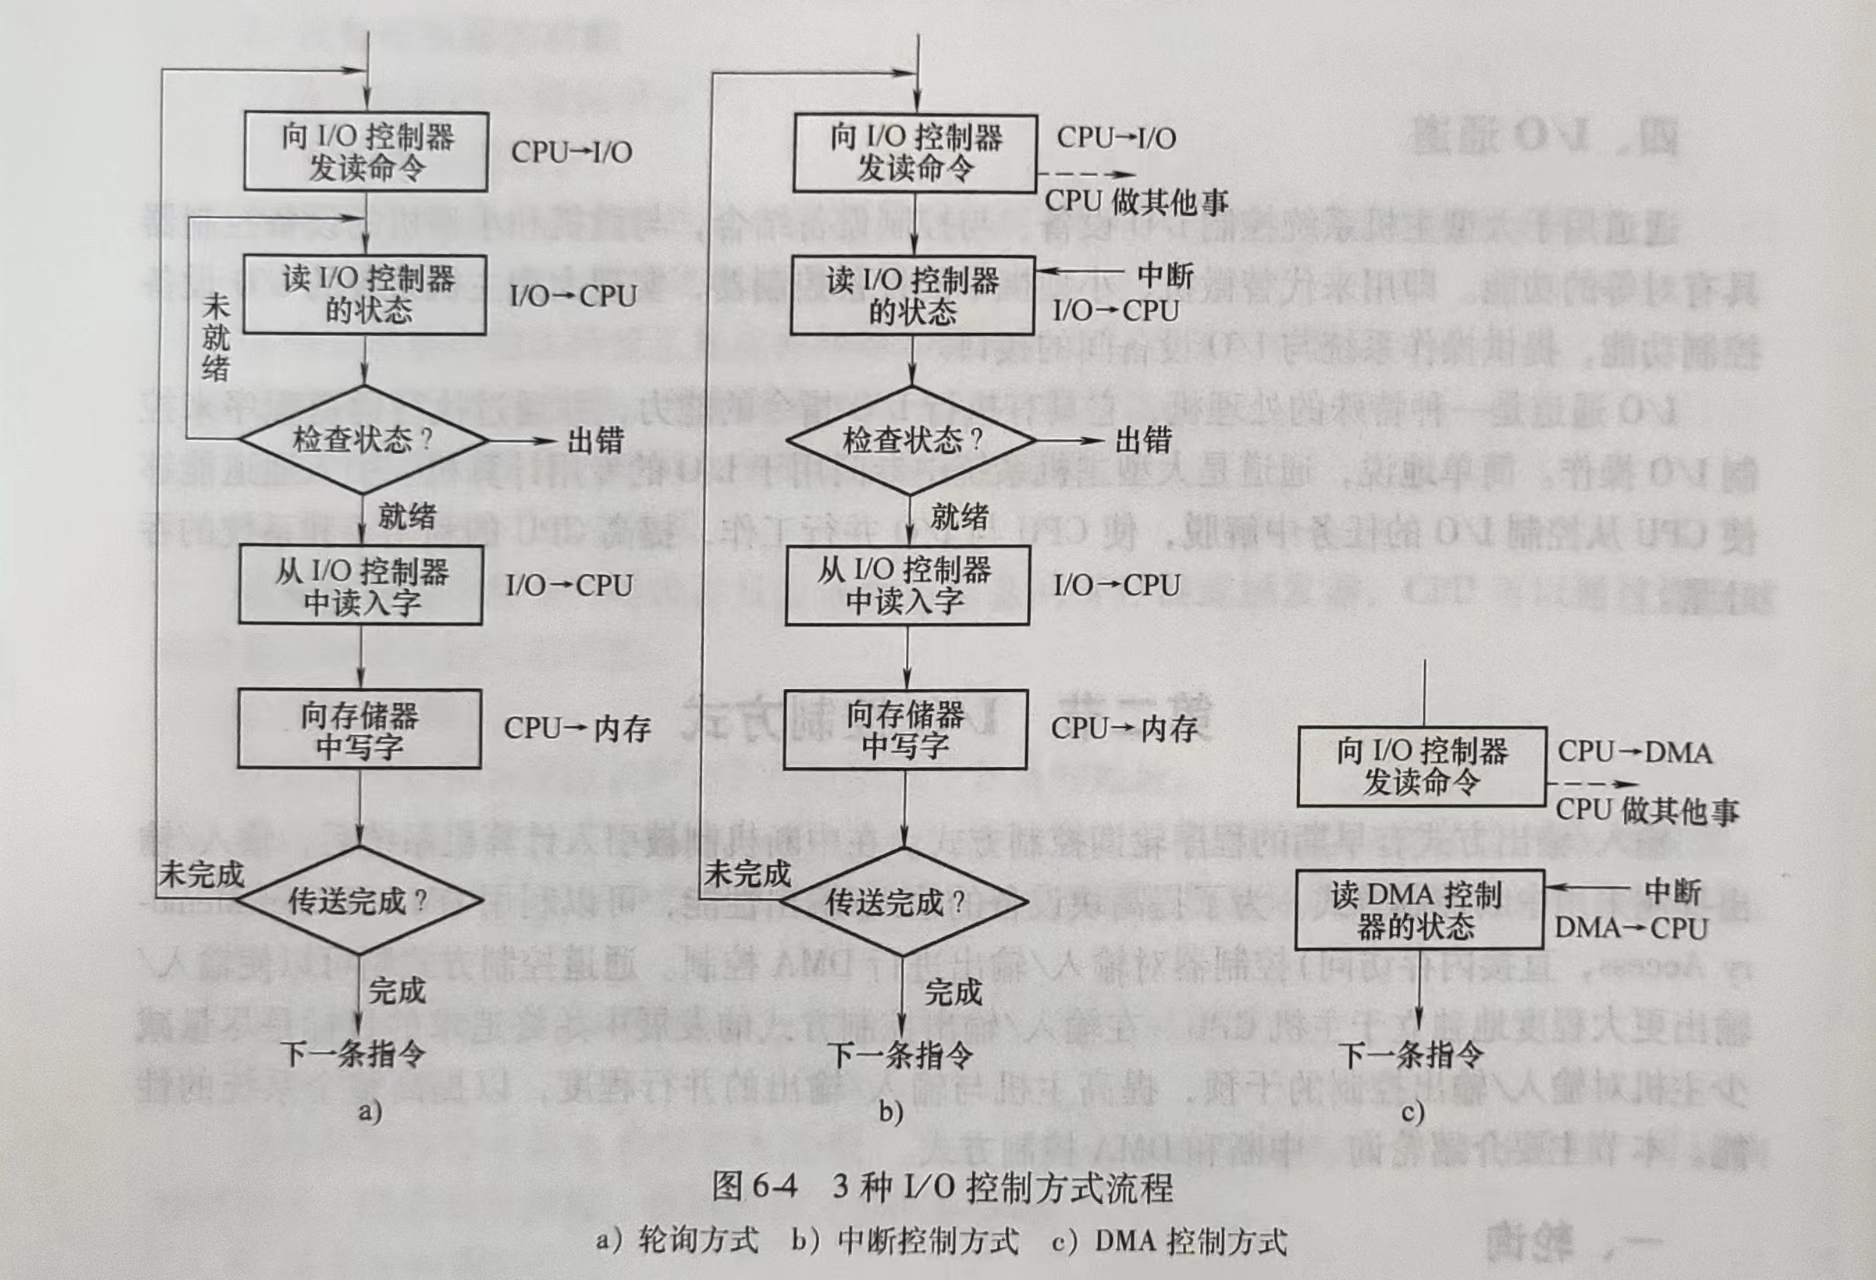 向 I/O 控制器
发读命令
CPU→I/O
读 I/O 控制器
的状态
I/O→CPU
未
就
绪
检查状态？
出错
就绪
从 I/O 控制器
中读入字
I/O→CPU
向存储器
中写字
CPU→内存
未完成
传送完成？
完成
下一条指令
a)
向 I/O 控制器
发读命令
CPU→I/O
CPU 做其他事
读 I/O 控制器
的状态
中断
I/O→CPU
检查状态？
出错
就绪
从 I/O 控制器
中读入字
I/O→CPU
向存储器
中写字
CPU→内存
未完成
传送完成？
完成
下一条指令
b)
向 I/O 控制器
发读命令
CPU→DMA
CPU 做其他事
读 DMA 控制
器的状态
中断
DMA→CPU
下一条指令
c)
图 6-4 3 种 I/O 控制方式流程
a）轮询方式 b）中断控制方式 c）DMA 控制方式